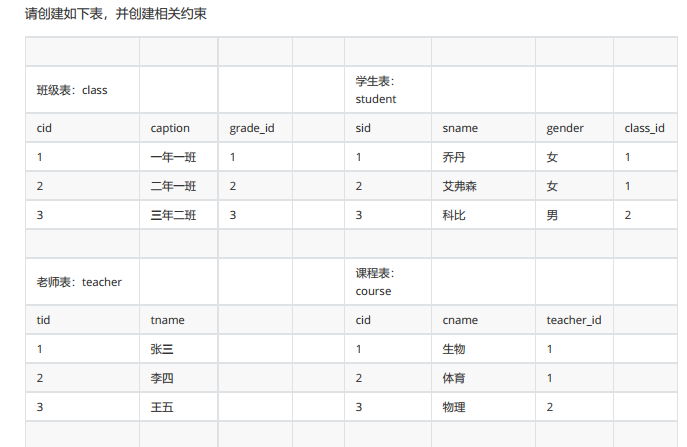 请创建如下表，并创建相关约束
班级表：class 学生表：
student
cid caption grade_id sid sname gender class_id
1 一年一班 1 1 乔丹 女 1
2 二年一班 2 2 艾弗森 女 1
3 三年二班 3 3 科比 男 2
老师表：teacher 课程表：
course
tid tname cid cname teacher_id
1 张三 1 生物 1
2 李四 2 体育 1
3 王五 3 物理 2